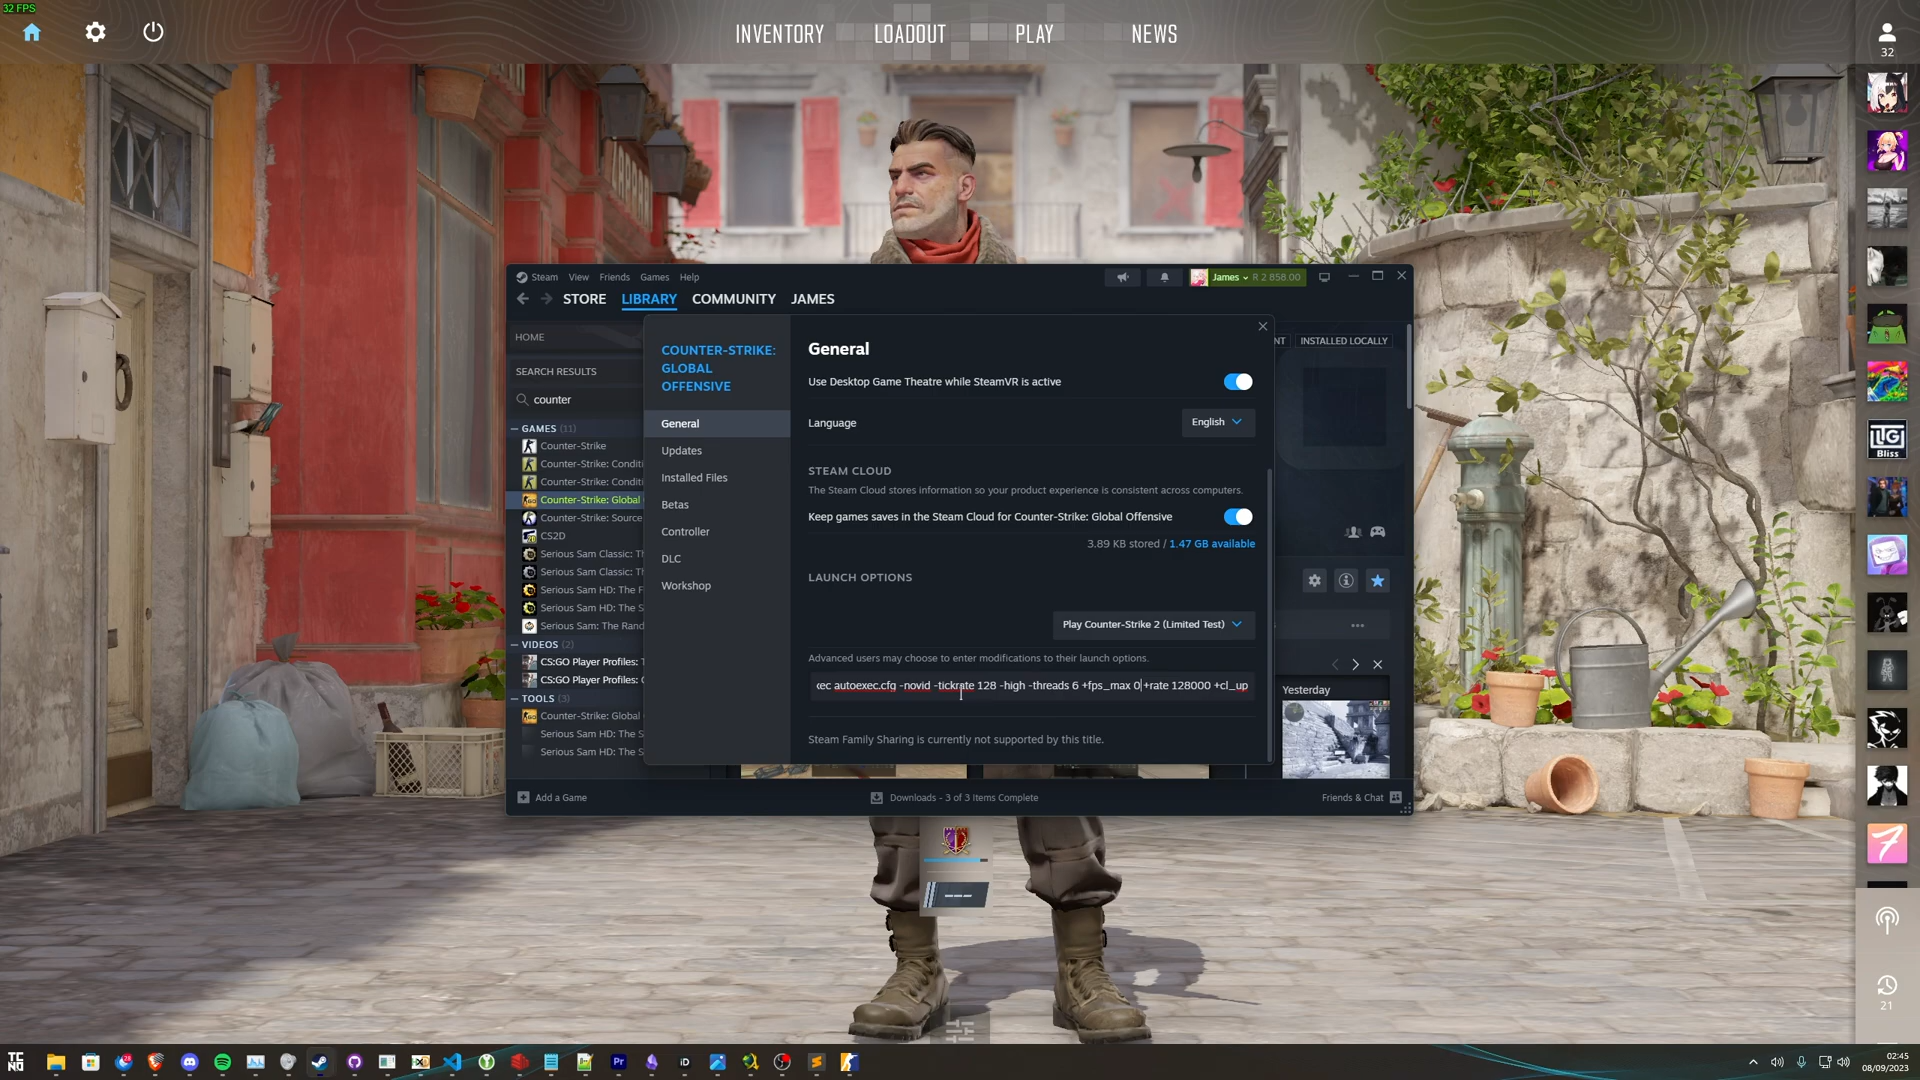 32 FPS
INVENTORY
LOADOUT
PLAY
NEWS
32
Steam View Friends Games Help
James R 2 858.00
STORE LIBRARY COMMUNITY JAMES
HOME
SEARCH RESULTS
counter
GAMES (11)
Counter-Strike
Counter-Strike: Conditi
Counter-Strike: Conditi
Counter-Strike: Global
Counter-Strike: Source
CS2D
Serious Sam Classic: Th
Serious Sam Classic: Th
Serious Sam HD: The F
Serious Sam HD: The S
Serious Sam: The Rand
VIDEOS (2)
CS:GO Player Profiles: T
CS:GO Player Profiles: O
TOOLS (3)
Counter-Strike: Global
Serious Sam HD: The S
Serious Sam HD: The S
COUNTER-STRIKE:
GLOBAL
OFFENSIVE
General
Updates
Installed Files
Betas
Controller
DLC
Workshop
General
Use Desktop Game Theatre while SteamVR is active
Language
English
STEAM CLOUD
The Steam Cloud stores information so your product experience is consistent across computers.
Keep games saves in the Steam Cloud for Counter-Strike: Global Offensive
3.89 KB stored / 1.47 GB available
LAUNCH OPTIONS
Play Counter-Strike 2 (Limited Test)
Advanced users may choose to enter modifications to their launch options.
xec autoexec.cfg -novid -tickrate 128 -high -threads 6 +fps_max 0 +rate 128000 +cl_up
Steam Family Sharing is currently not supported by this title.
NT
INSTALLED LOCALLY
Yesterday
Add a Game
Downloads - 3 of 3 Items Complete
Friends & Chat
LTG
Bliss
21
TC
NO
Pr
iD
02:45
08/09/2023